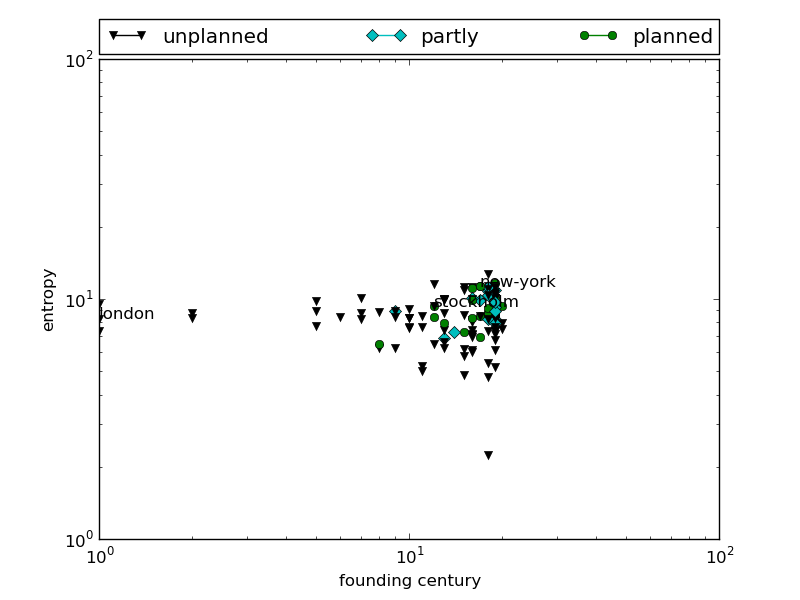 unplanned partly planned
10²
entropy
new-york
10¹
stockholm
london
10⁰
10⁰ 10¹ 10²
founding century